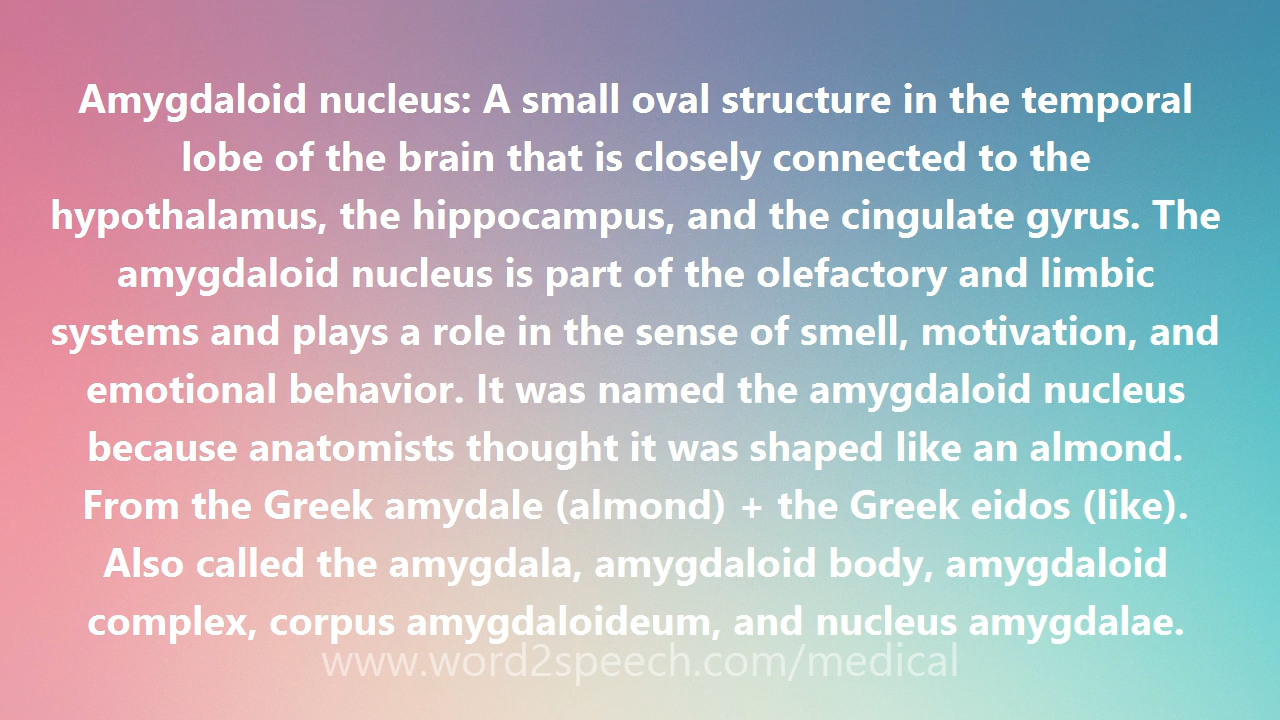 Amygdaloid nucleus: A small oval structure in the temporal
lobe of the brain that is closely connected to the
hypothalamus, the hippocampus, and the cingulate gyrus. The
amygdaloid nucleus is part of the olefactory and limbic
systems and plays a role in the sense of smell, motivation, and
emotional behavior. It was named the amygdaloid nucleus
because anatomists thought it was shaped like an almond.
From the Greek amydale (almond) + the Greek eidos (like).
Also called the amygdala, amygdaloid body, amygdaloid
complex, corpus amygdaloideum, and nucleus amygdalae.
www.word2speech.com/medical